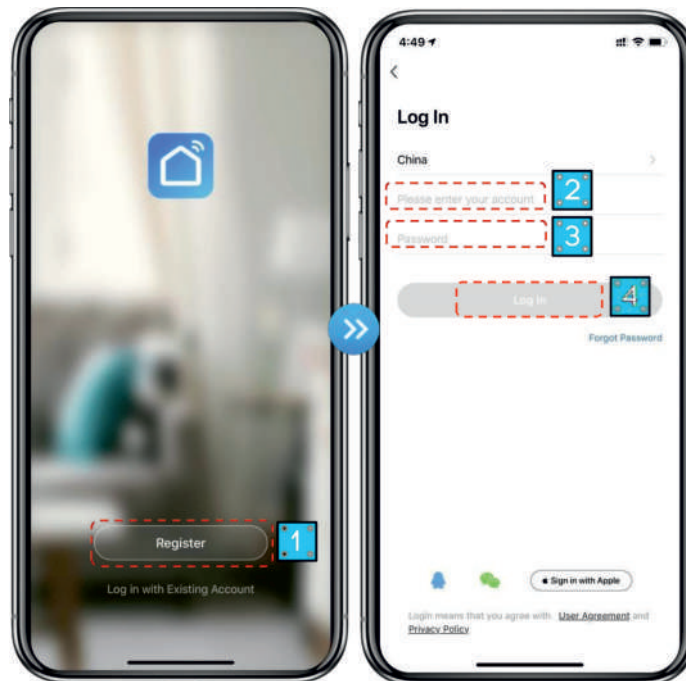 Register
1
Log in with Existing Account
4:49
Log In
China
Please enter your account
2
Password
3
Log In
4
Forgot Password
Sign in with Apple
Login means that you agree with User Agreement and
Privacy Policy